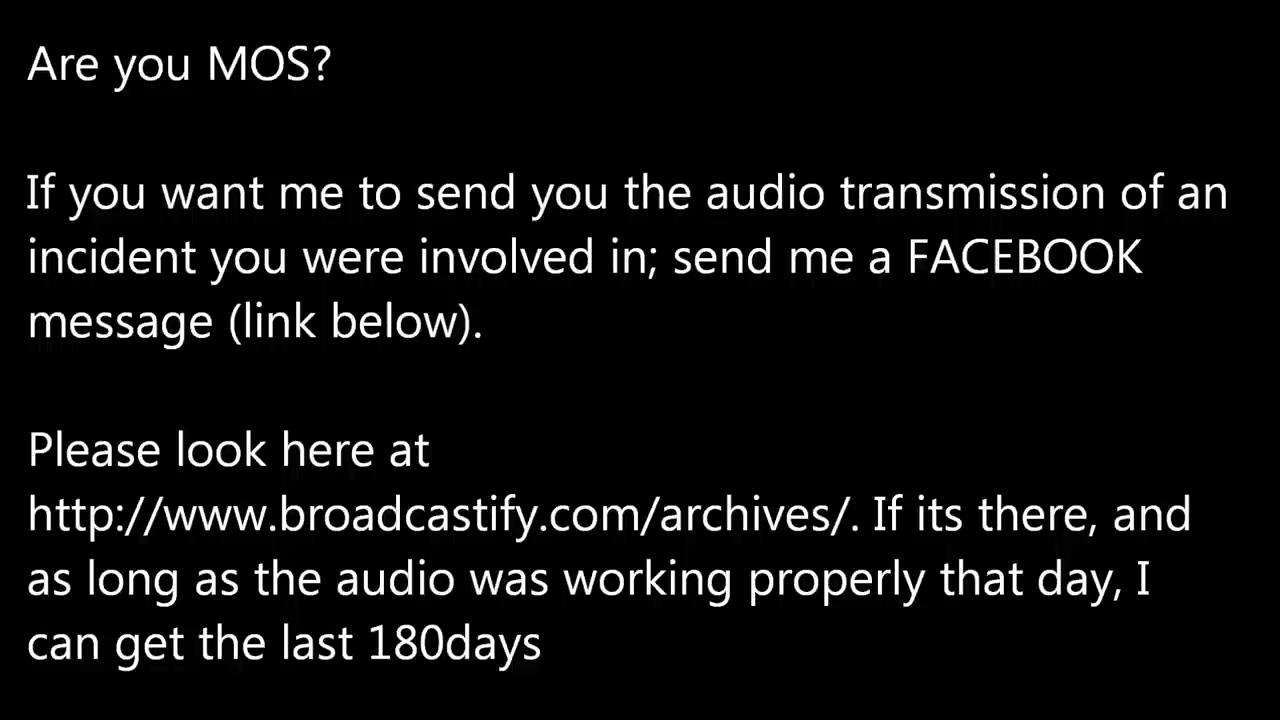 Are you MOS?
If you want me to send you the audio transmission of an
incident you were involved in; send me a FACEBOOK
message (link below).
Please look here at
http://www.broadcastify.com/archives/. If its there, and
as long as the audio was working properly that day, I
can get the last 180days